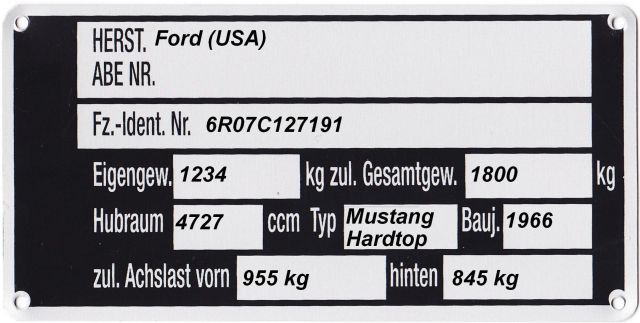 HERST. Ford (USA)
ABE NR.
Fz.-Ident. Nr. 6R07C127191
Eigengew. 1234 kg zul. Gesamtgew. 1800 kg
Hubraum 4727 ccm Typ Mustang Hardtop Bauj. 1966
zul. Achslast vorn 955 kg hinten 845 kg